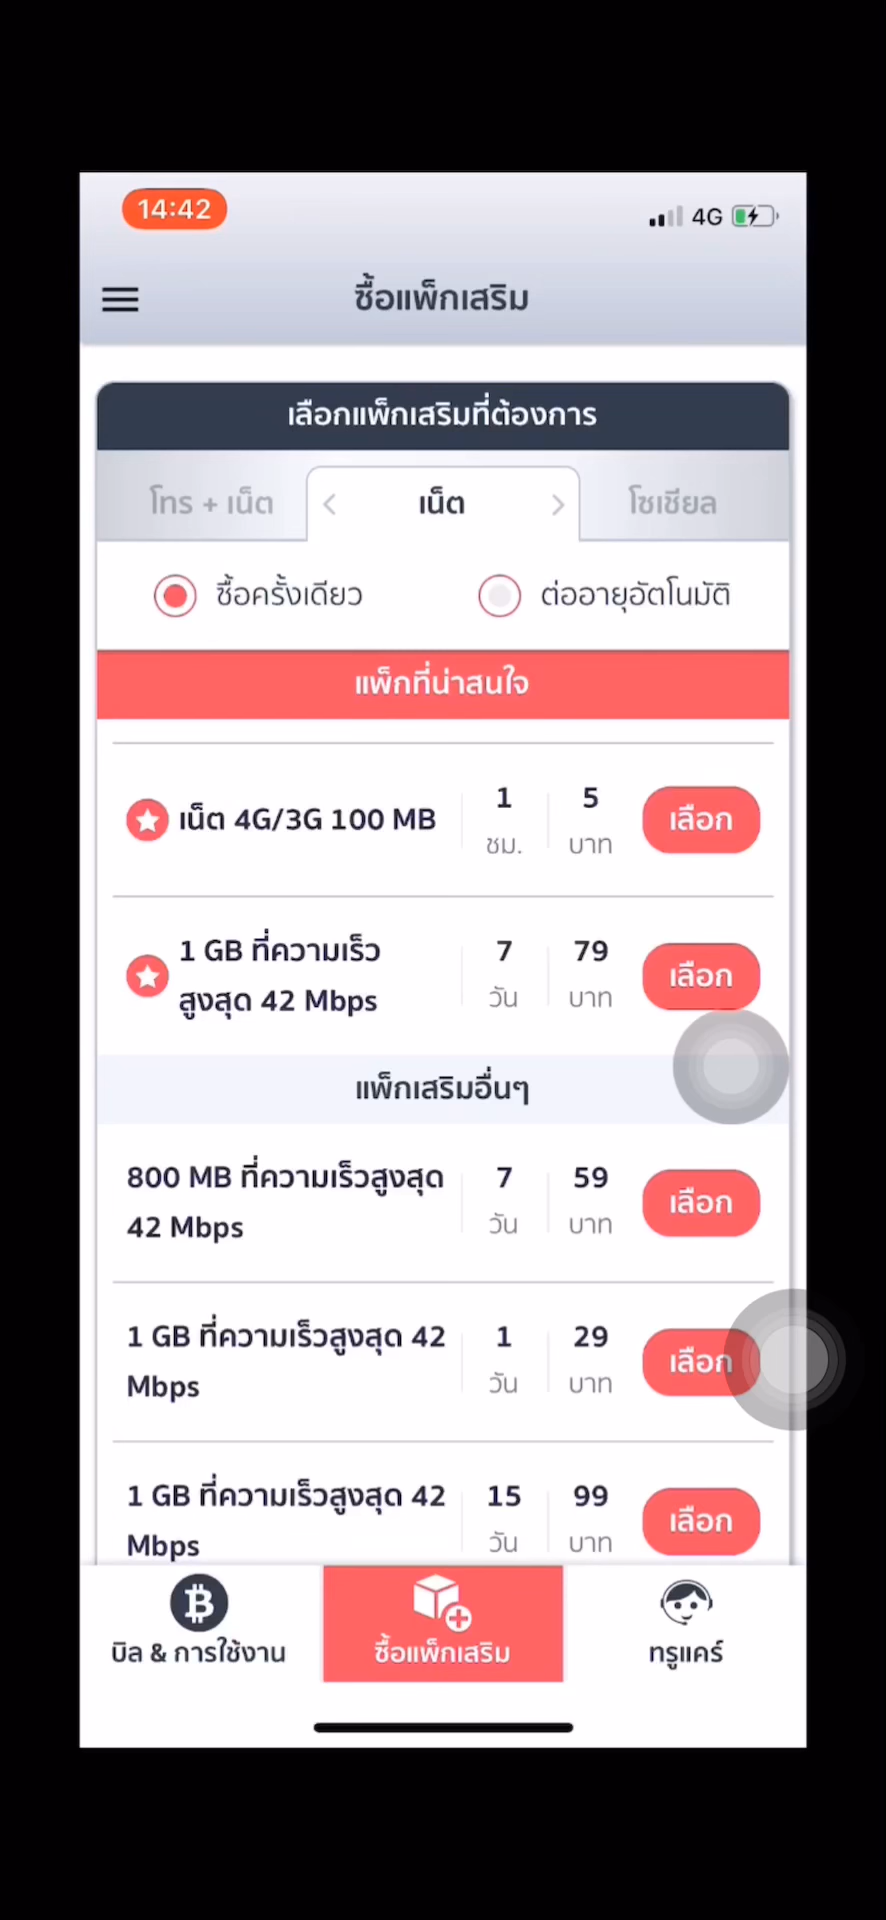 14:42
4G
ซื้อแพ็กเสริม
เลือกแพ็กเสริมที่ต้องการ
โทร + เน็ต
เน็ต
โซเชียล
ซื้อครั้งเดียว
ต่ออายุอัตโนมัติ
แพ็กที่น่าสนใจ
เน็ต 4G/3G 100 MB
1
ชม.
5
บาท
เลือก
1 GB ที่ความเร็ว
สูงสุด 42 Mbps
7
วัน
79
บาท
เลือก
แพ็กเสริมอื่นๆ
800 MB ที่ความเร็วสูงสุด
42 Mbps
7
วัน
59
บาท
เลือก
1 GB ที่ความเร็วสูงสุด 42
Mbps
1
วัน
29
บาท
เลือก
1 GB ที่ความเร็วสูงสุด 42
Mbps
15
วัน
99
บาท
เลือก
บิล & การใช้งาน
ซื้อแพ็กเสริม
ทรูแคร์